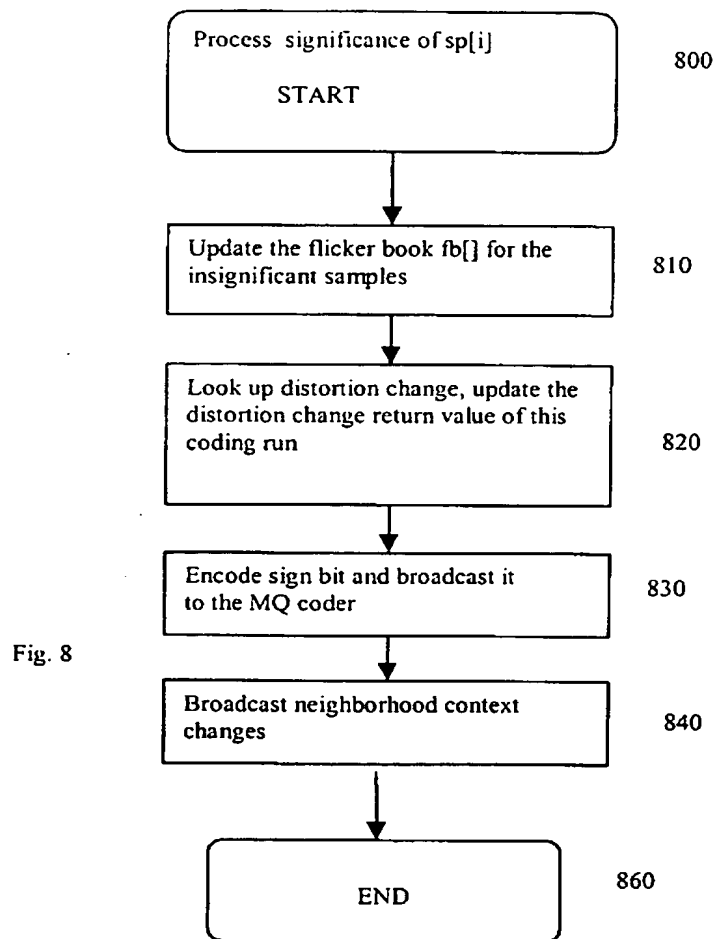 Process significance of sp[i]
800
START
Update the flicker book fb[] for the
insignificant samples
810
Look up distortion change, update the
distortion change return value of this
coding run
820
Encode sign bit and broadcast it
to the MQ coder
830
Fig. 8
Broadcast neighborhood context
changes
840
END
860